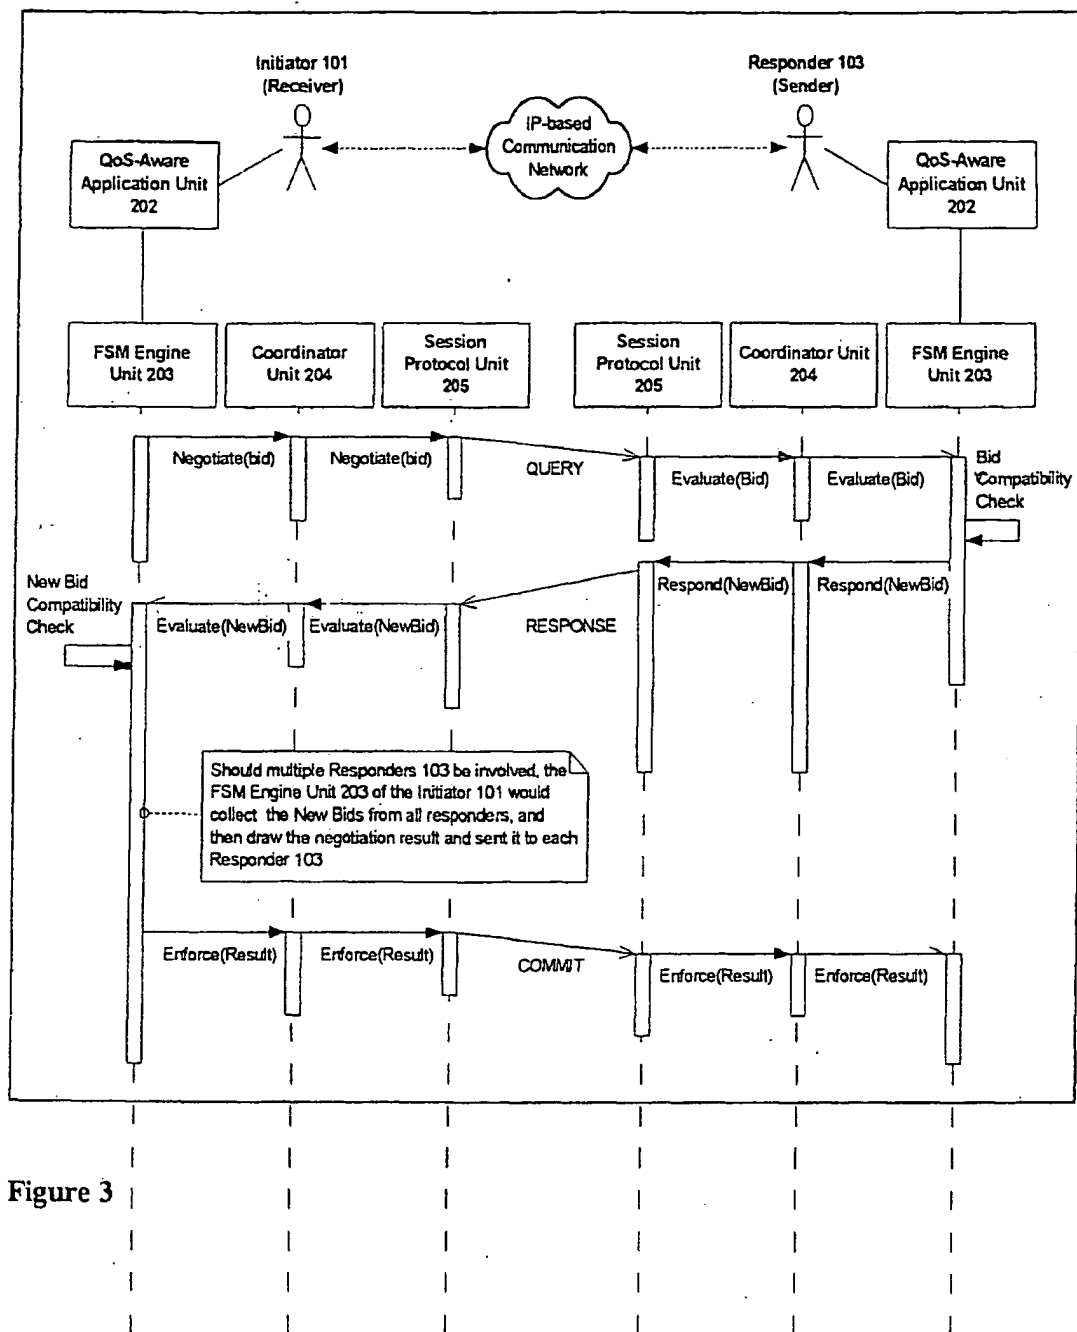 Initiator 101
(Receiver)
Responder 103
(Sender)
IP-based
Communication
Network
QoS-Aware
Application Unit
202
QoS-Aware
Application Unit
202
FSM Engine
Unit 203
Coordinator
Unit 204
Session
Protocol Unit
205
Session
Protocol Unit
205
Coordinator Unit
204
FSM Engine
Unit 203
Negotiate(bid)
Negotiate(bid)
QUERY
Evaluate(Bid)
Evaluate(Bid)
Bid
Compatibility
Check
Respond(NewBid)
Respond(NewBid)
New Bid
Compatibility
Check
Evaluate(NewBid)
Evaluate(NewBid)
RESPONSE
Should multiple Responders 103 be involved, the
FSM Engine Unit 203 of the Initiator 101 would
collect the New Bids from all responders, and
then draw the negotiation result and sent it to each
Responder 103
Enforce(Result)
Enforce(Result)
COMMIT
Enforce(Result)
Enforce(Result)
Figure 3